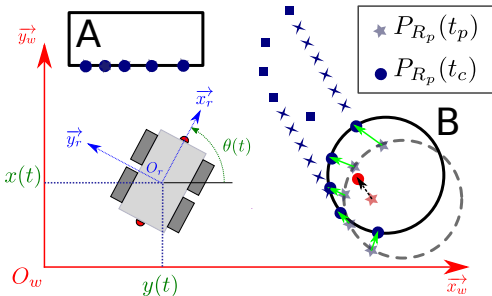 y_w
A
P_{R_p}(t_p)
P_{R_p}(t_c)
x_r
B
y_r
θ(t)
O_r
x(t)
O_w
y(t)
x_w